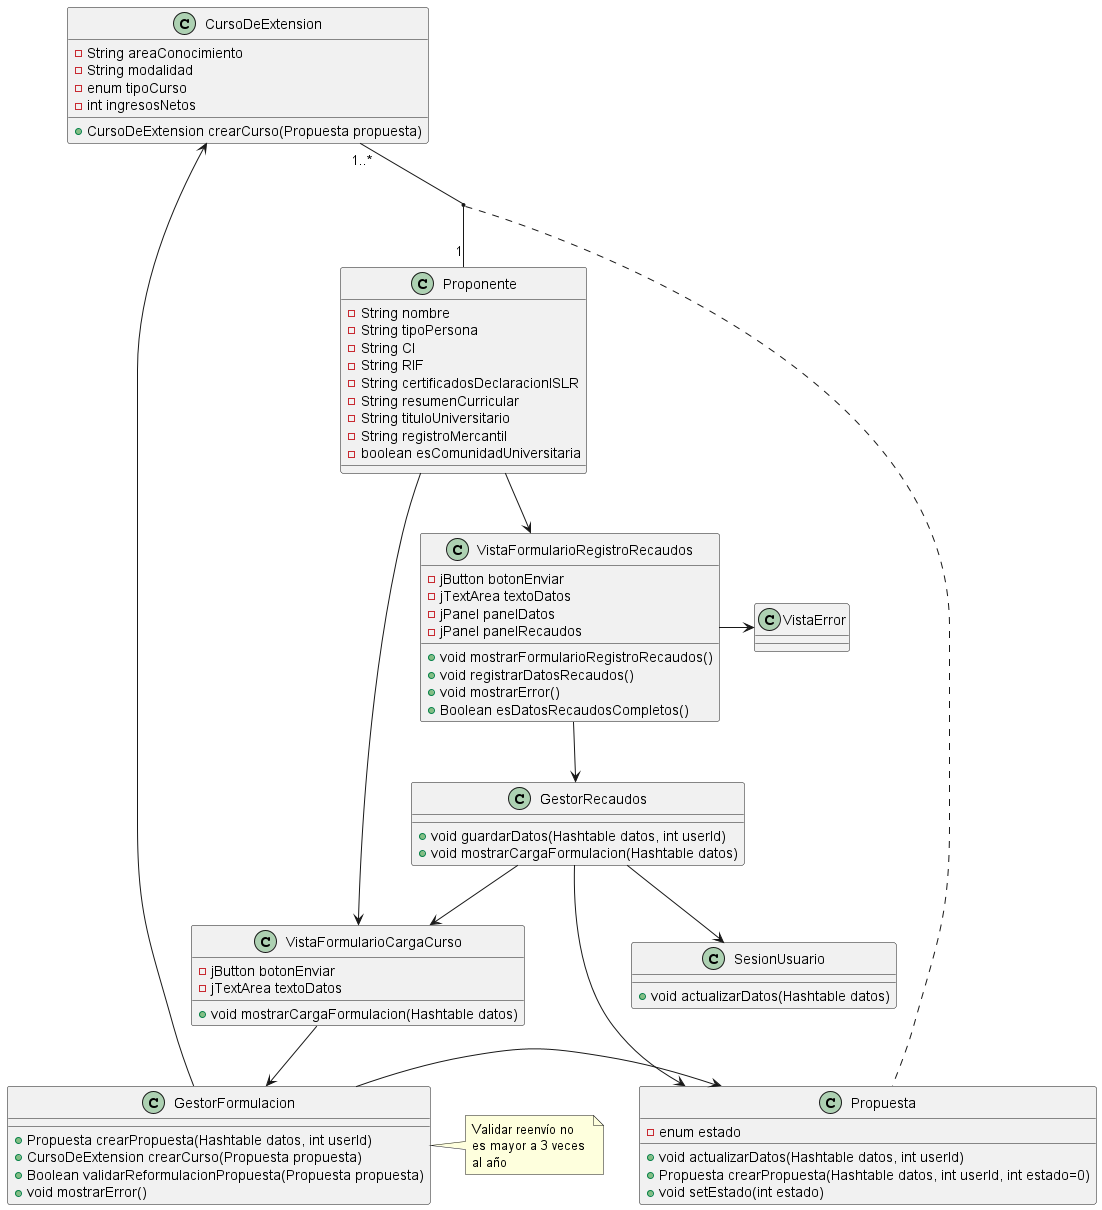 C CursoDeExtension
String areaConocimiento
String modalidad
enum tipoCurso
int ingresosNetos
CursoDeExtension crearCurso(Propuesta propuesta)
1..*
1
C Proponente
String nombre
String tipoPersona
String CI
String RIF
String certificadosDeclaracionISLR
String resumenCurricular
String tituloUniversitario
String registroMercantil
boolean esComunidadUniversitaria
C VistaFormularioRegistroRecaudos
jButton botonEnviar
jTextArea textoDatos
jPanel panelDatos
jPanel panelRecaudos
void mostrarFormularioRegistroRecaudos()
void registrarDatosRecaudos()
void mostrarError()
Boolean esDatosRecaudosCompletos()
C VistaError
C GestorRecaudos
void guardarDatos(Hashtable datos, int userId)
void mostrarCargaFormulacion(Hashtable datos)
C VistaFormularioCargaCurso
jButton botonEnviar
jTextArea textoDatos
void mostrarCargaFormulacion(Hashtable datos)
C SesionUsuario
void actualizarDatos(Hashtable datos)
C GestorFormulacion
Propuesta crearPropuesta(Hashtable datos, int userId)
CursoDeExtension crearCurso(Propuesta propuesta)
Boolean validarReformulacionPropuesta(Propuesta propuesta)
void mostrarError()
Validar reenvío no
es mayor a 3 veces
al año
C Propuesta
enum estado
void actualizarDatos(Hashtable datos, int userId)
Propuesta crearPropuesta(Hashtable datos, int userId, int estado=0)
void setEstado(int estado)